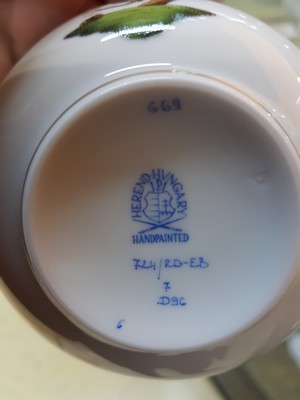 669
HEREND HUNGARY
HANDPAINTED
724/RD-EB
7
D96
6